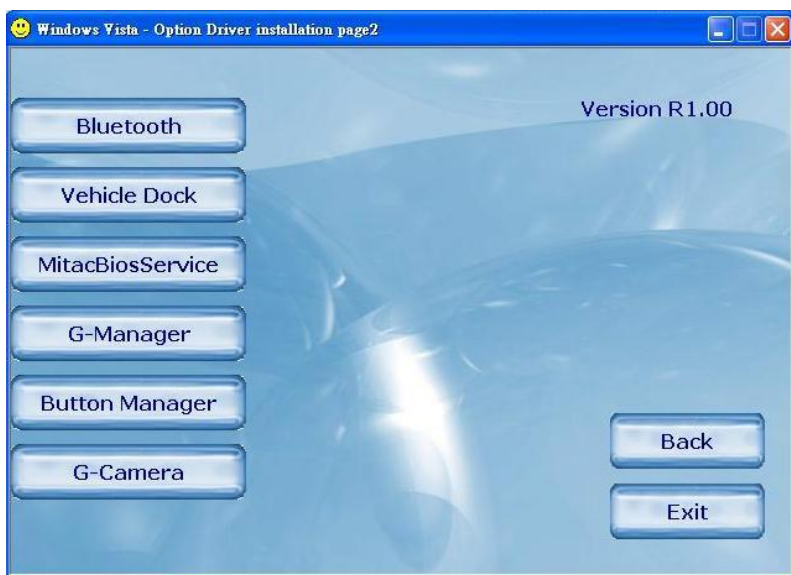 Windows Vista - Option Driver installation page2
Version R1.00
Bluetooth
Vehicle Dock
MitacBiosService
G-Manager
Button Manager
G-Camera
Back
Exit